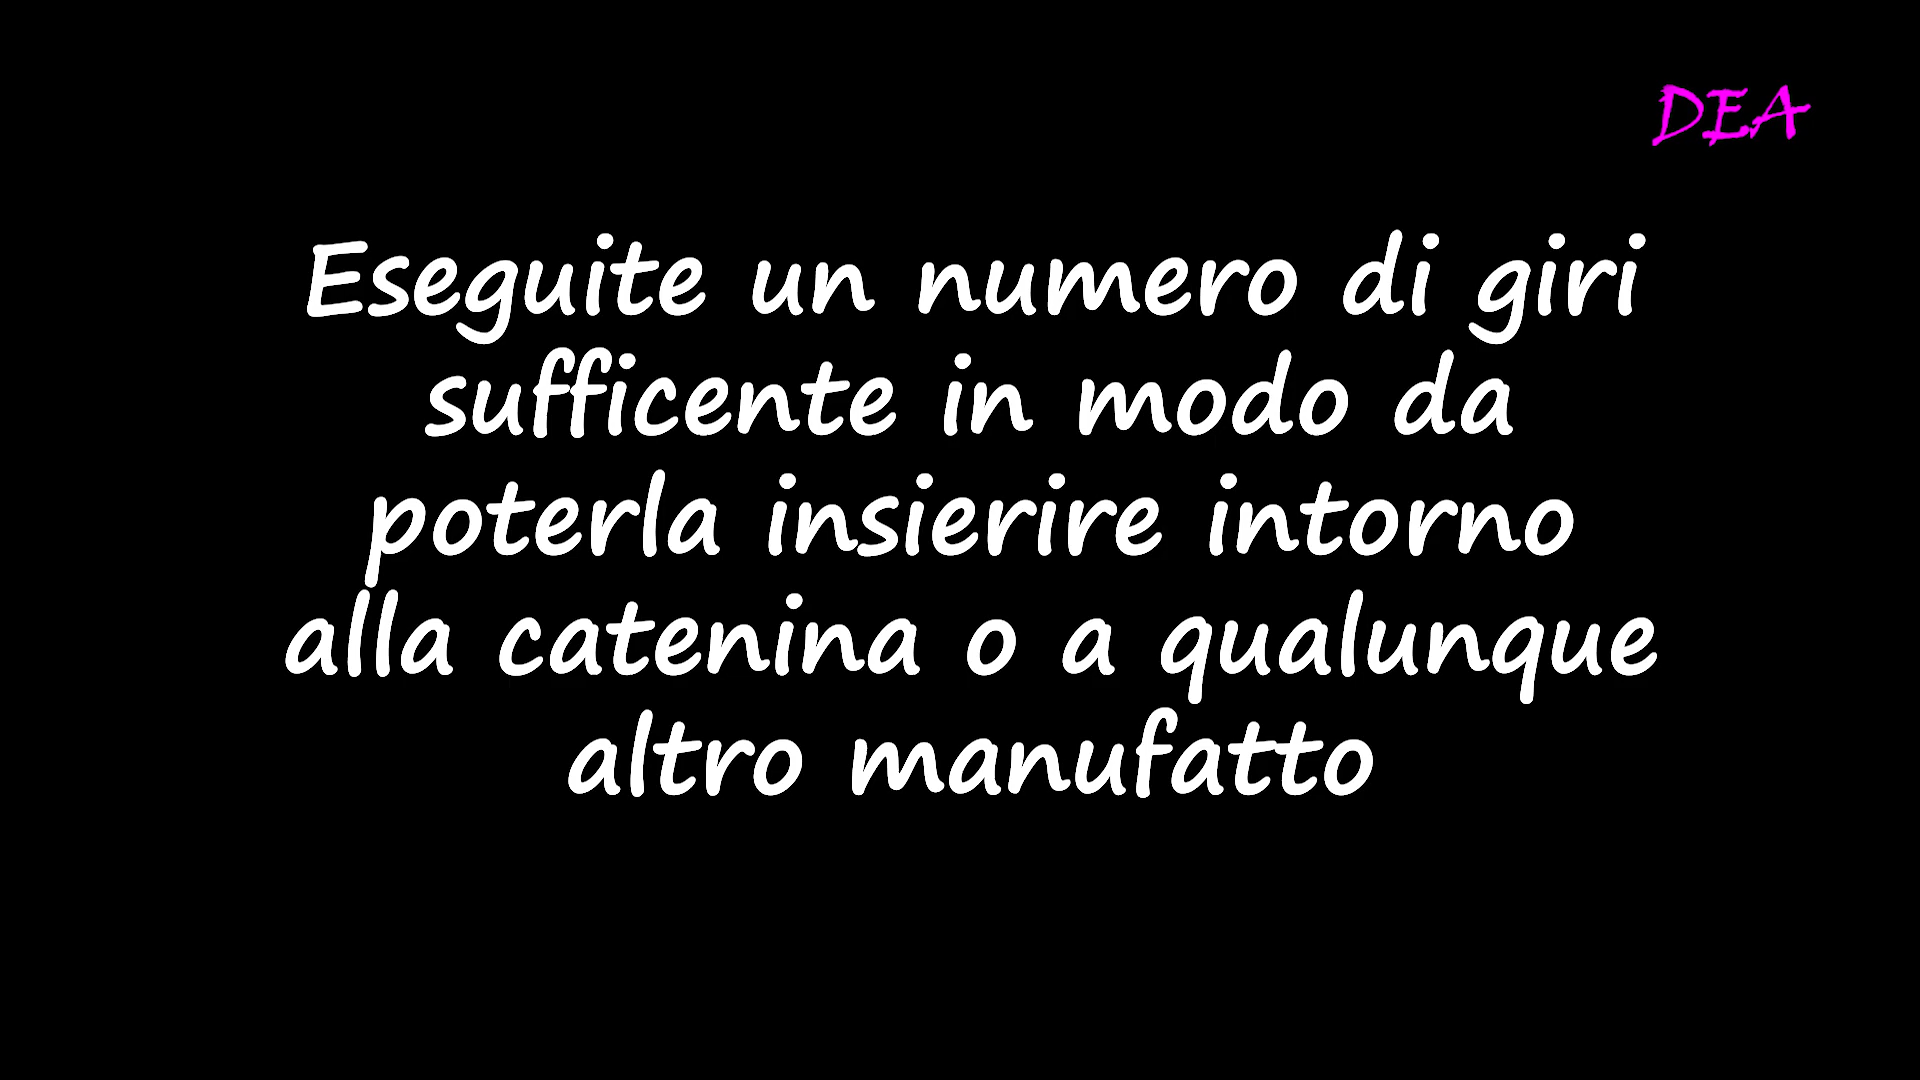 DEA
Eseguite un numero di giri
sufficente in modo da
poterla insierire intorno
alla catenina o a qualunque
altro manufatto